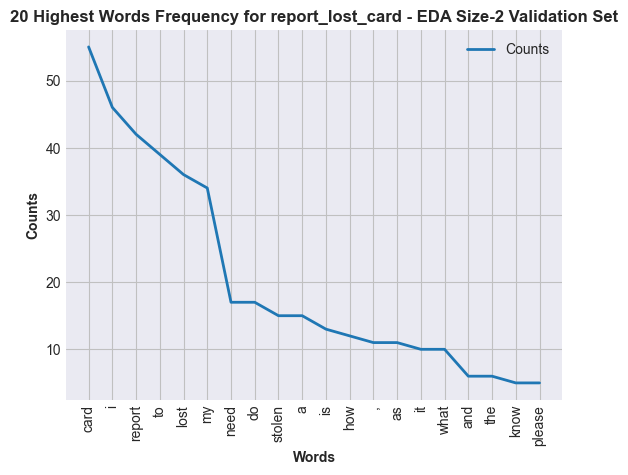 20 Highest Words Frequency for report_lost_card - EDA Size-2 Validation Set
Counts
50
40
30
20
10
Counts
card i report to lost my need do stolen a is how , as it what and the know please
Words